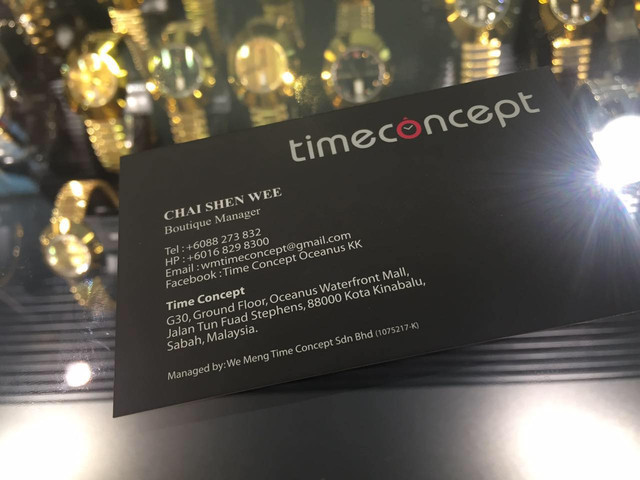 timeconcept
CHAI SHEN WEE
Boutique Manager
Tel : +6088 273 832
HP : +6016 829 8300
Email : wmtimeconcept@gmail.com
Facebook : Time Concept Oceanus KK
Time Concept
G30, Ground Floor, Oceanus Waterfront Mall,
Jalan Tun Fuad Stephens, 88000 Kota Kinabalu,
Sabah, Malaysia.
Managed by: We Meng Time Concept Sdn Bhd (1075217-K)